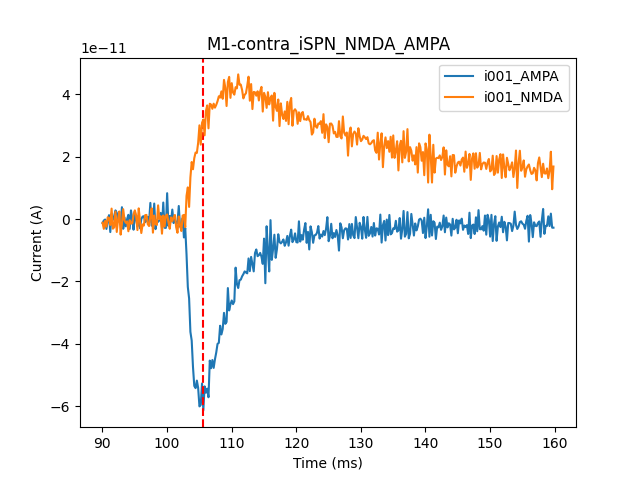 M1-contra_iSPN_NMDA_AMPA
1e−11
i001_AMPA
i001_NMDA
4
2
0
−2
−4
−6
Current (A)
90 100 110 120 130 140 150 160
Time (ms)